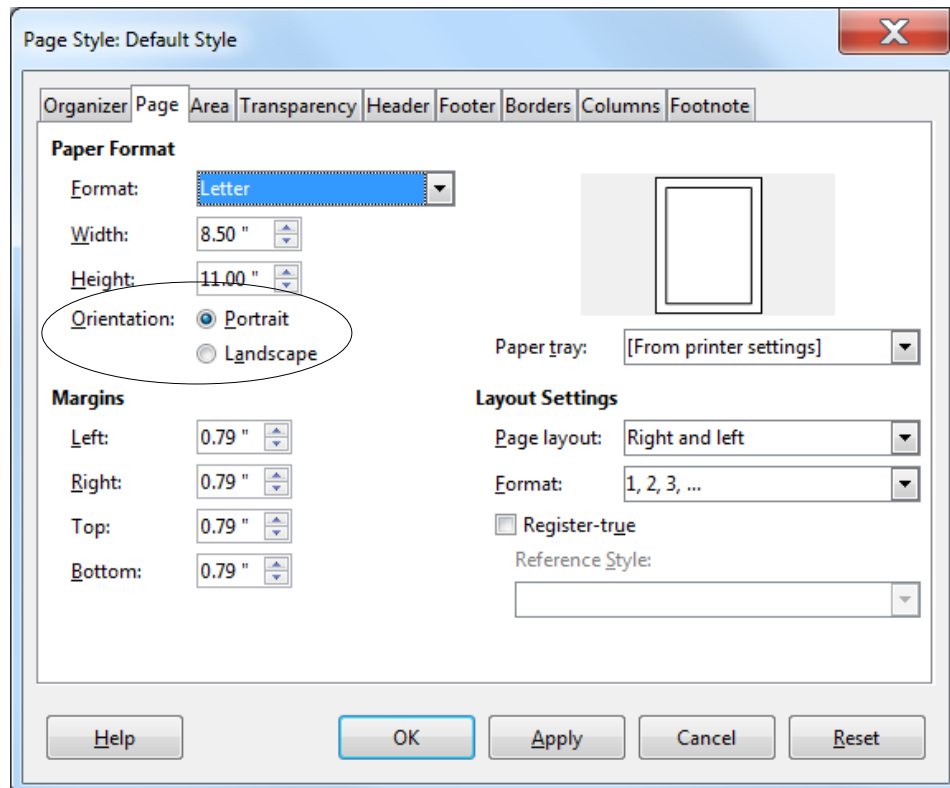 Page Style: Default Style
Organizer Page Area Transparency Header Footer Borders Columns Footnote
Paper Format
Format: Letter
Width: 8.50 "
Height: 11.00 "
Orientation: Portrait
Landscape
Paper tray: [From printer settings]
Margins
Left: 0.79 "
Right: 0.79 "
Top: 0.79 "
Bottom: 0.79 "
Layout Settings
Page layout: Right and left
Format: 1, 2, 3, ...
Register-true
Reference Style:
Help OK Apply Cancel Reset